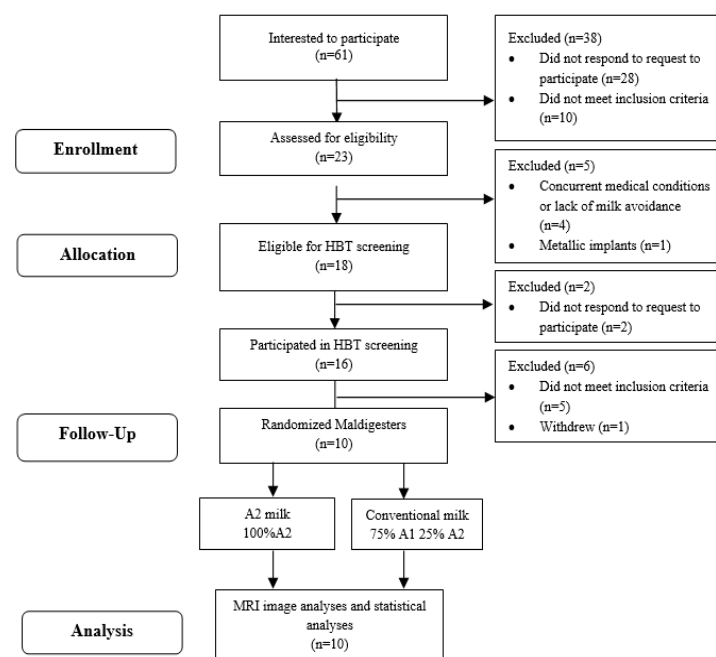 Interested to participate
(n=61)
Excluded (n=38)
• Did not respond to request to
participate (n=28)
• Did not meet inclusion criteria
(n=10)
Enrollment
Assessed for eligibility
(n=23)
Excluded (n=5)
• Concurrent medical conditions
or lack of milk avoidance
(n=4)
• Metallic implants (n=1)
Allocation
Eligible for HBT screening
(n=18)
Excluded (n=2)
• Did not respond to request to
participate (n=2)
Participated in HBT screening
(n=16)
Excluded (n=6)
• Did not meet inclusion criteria
(n=5)
• Withdrew (n=1)
Follow-Up
Randomized Maldigesters
(n=10)
A2 milk
100%A2
Conventional milk
75% A1 25% A2
Analysis
MRI image analyses and statistical
analyses
(n=10)